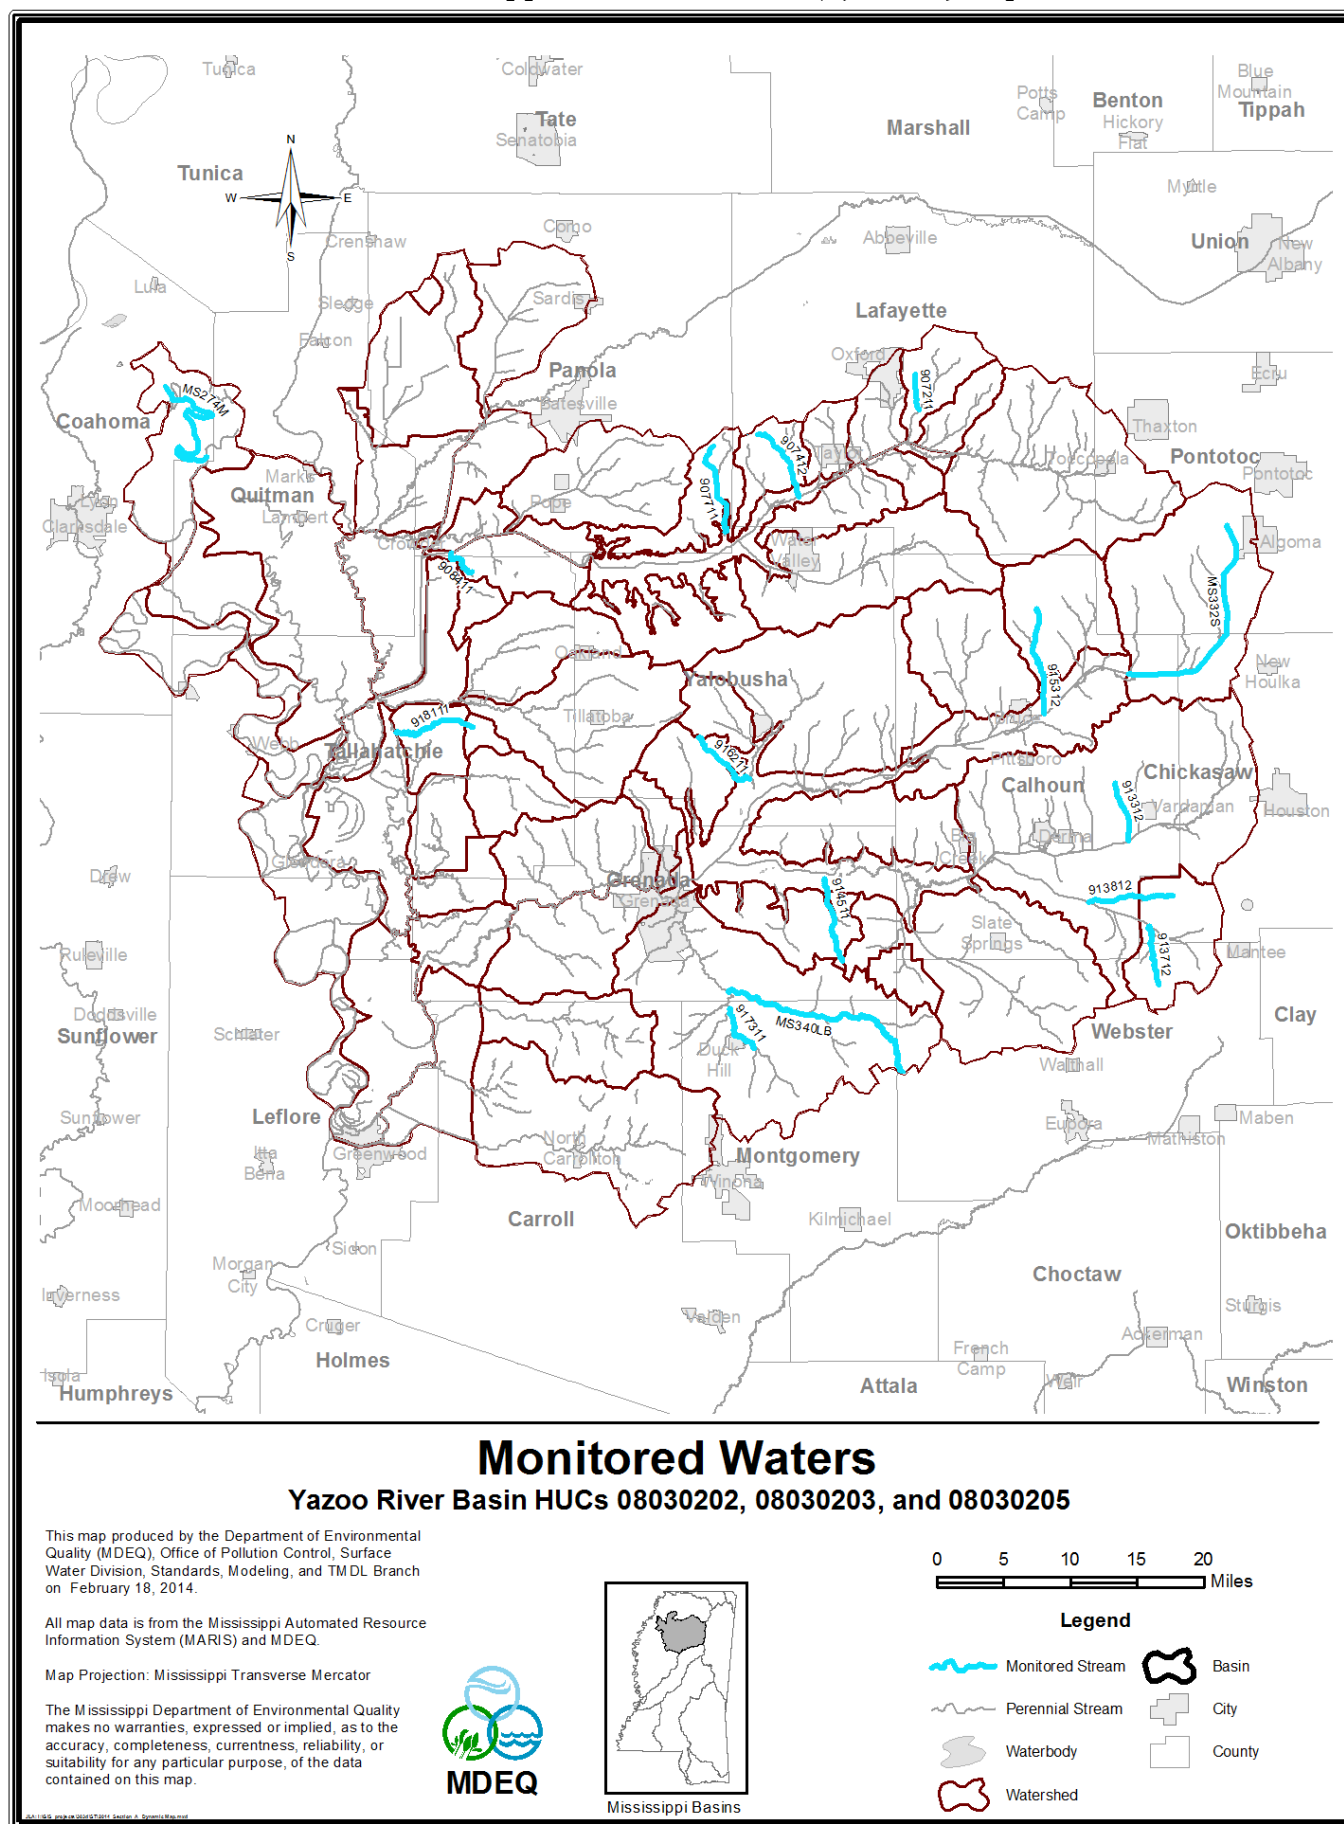 Tunica
Coldwater
Blue
Mountain
Potts
Camp
Benton
Tippah
Hickory
Flat
Tate
Senatobia
Marshall
N
Tunica
W
E
S
Myrtle
Como
Crenshaw
Abbeville
Union
New
Albany
Lula
Sledge
Sardis
Falcon
Lafayette
Oxford
Panola
Ecru
MS274M
907211
Batesville
Coahoma
Thaxton
907412
Taylor
Toccopola
Pontotoc
Pontotoc
Marks
Quitman
907711
Lyon
Clarksdale
Lambert
Pope
Crowder
Water
Valley
Algoma
908411
MS332S
Oakland
Yalobusha
915312
New
Houlka
918111
Tillatoba
Bruce
Webb
Tallahatchie
916211
Pittsboro
Calhoun
Chickasaw
913312
Vardaman
Houston
Big
Creek
Derma
Glendora
Drew
Grenada
Grenada
914511
913812
Slate
Springs
913712
Ruleville
Mantee
Doddsville
Sunflower
Schlater
MS340LB
917311
Duck
Hill
Webster
Clay
Walthall
Sunflower
Leflore
Maben
Eupora
Mathiston
Itta
Bena
Greenwood
North
Carrollton
Montgomery
Winona
Moorhead
Carroll
Kilmichael
Oktibbeha
Sidon
Morgan
City
Choctaw
Inverness
Sturgis
Cruger
Vaiden
Ackerman
French
Camp
Holmes
Isola
Humphreys
Attala
Weir
Winston
Monitored Waters
Yazoo River Basin HUCs 08030202, 08030203, and 08030205
This map produced by the Department of Environmental
Quality (MDEQ), Office of Pollution Control, Surface
Water Division, Standards, Modeling, and TMDL Branch
on February 18, 2014.
All map data is from the Mississippi Automated Resource
Information System (MARIS) and MDEQ.
Map Projection: Mississippi Transverse Mercator
The Mississippi Department of Environmental Quality
makes no warranties, expressed or implied, as to the
accuracy, completeness, currentness, reliability, or
suitability for any particular purpose, of the data
contained on this map.
MDEQ
Mississippi Basins
0 5 10 15 20
Miles
Legend
Monitored Stream
Basin
Perennial Stream
City
Waterbody
County
Watershed